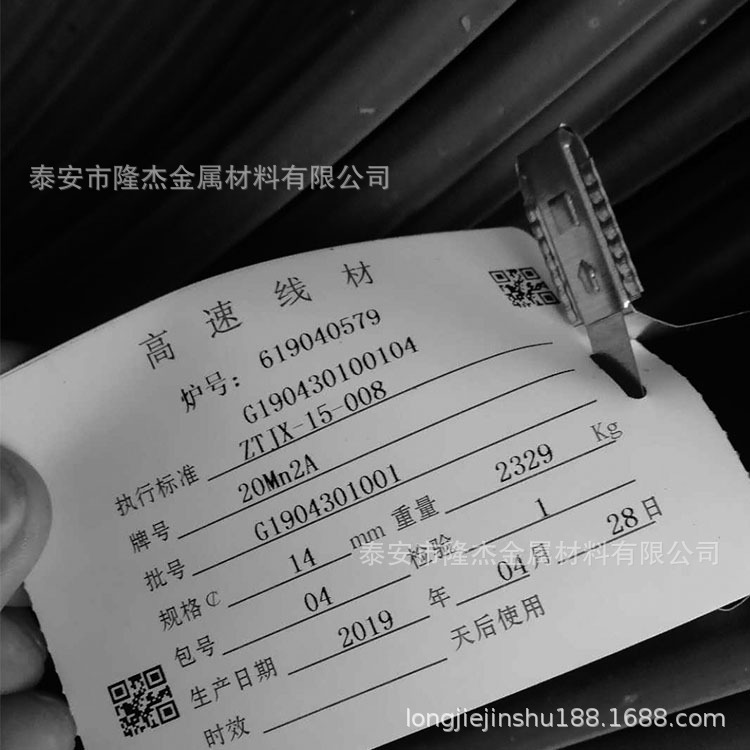 泰安市隆杰金属材料有限公司
高速线材
炉号: 619040579
G190430100104
执行标准 ZTJX-15-008
牌号 20Mn2A
批号 G1904301001
规格 ₵ 14 mm 重量 2329 Kg
包号 04 检验 1
生产日期 2019 年 04 月 28 日
时效 天后使用
泰安市隆杰金属材料有限公司
longjiejinshu188.1688.com